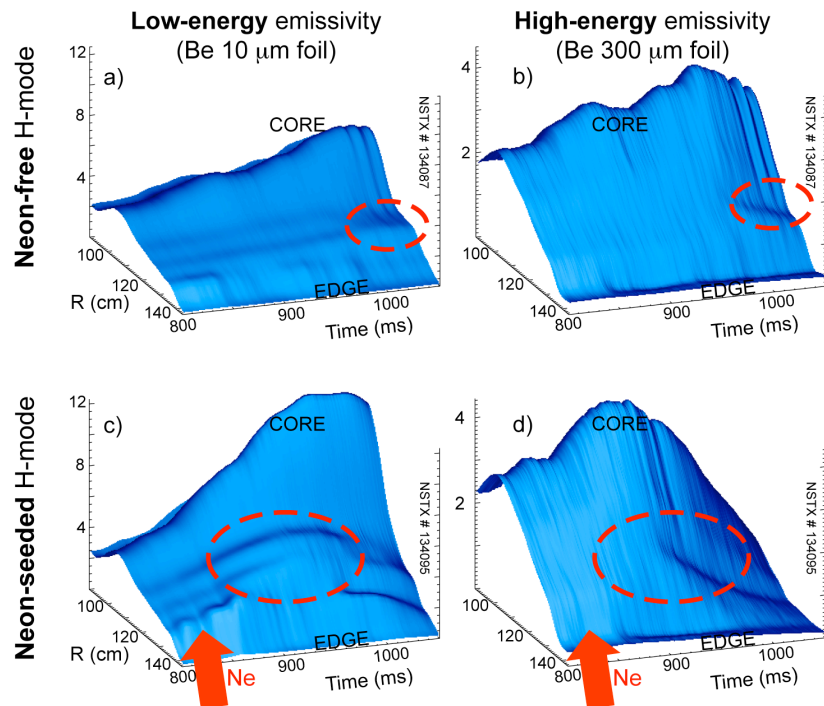 Low-energy emissivity
(Be 10 μm foil)
High-energy emissivity
(Be 300 μm foil)
Neon-free H-mode
a)
12
8
4
CORE
EDGE
NSTX # 134087
100
120
140
R (cm)
800
900
1000
Time (ms)
b)
4
2
CORE
EDGE
NSTX # 134087
100
120
140
800
900
1000
Time (ms)
Neon-seeded H-mode
c)
12
8
4
CORE
EDGE
NSTX # 134095
100
120
140
R (cm)
800
900
1000
Time (ms)
Ne
d)
4
2
CORE
EDGE
NSTX # 134095
100
120
140
800
900
1000
Time (ms)
Ne